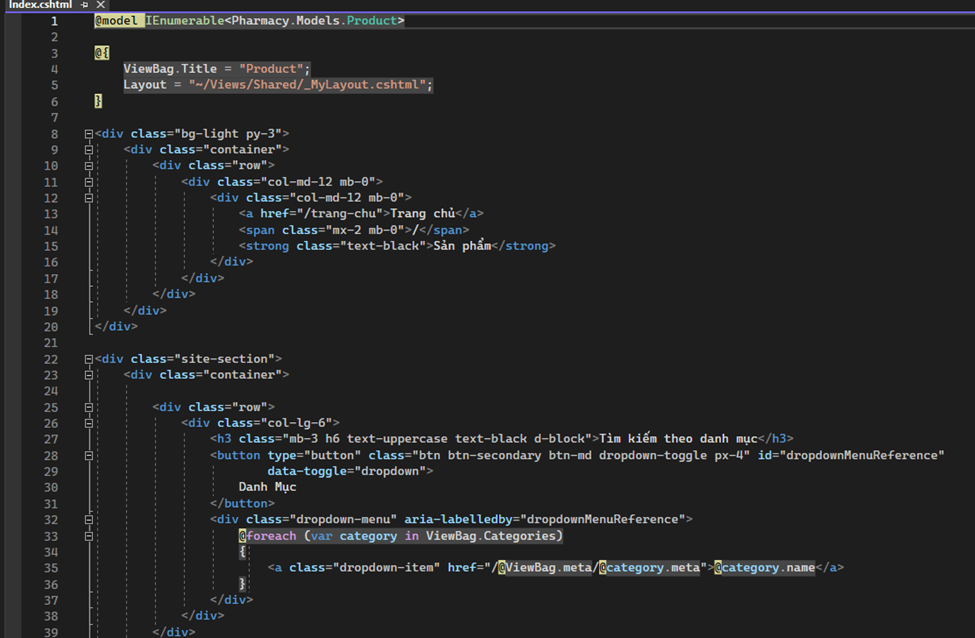 Index.cshtml
1 @model IEnumerable<Pharmacy.Models.Product>
2
3 @{
4 ViewBag.Title = "Product";
5 Layout = "~/Views/Shared/_MyLayout.cshtml";
6 }
7
8 <div class="bg-light py-3">
9 <div class="container">
10 <div class="row">
11 <div class="col-md-12 mb-0">
12 <div class="col-md-12 mb-0">
13 <a href="/trang-chu">Trang chủ</a>
14 <span class="mx-2 mb-0">/</span>
15 <strong class="text-black">Sản phẩm</strong>
16 </div>
17 </div>
18 </div>
19 </div>
20 </div>
21
22 <div class="site-section">
23 <div class="container">
24
25 <div class="row">
26 <div class="col-lg-6">
27 <h3 class="mb-3 h6 text-uppercase text-black d-block">Tìm kiếm theo danh mục</h3>
28 <button type="button" class="btn btn-secondary btn-md dropdown-toggle px-4" id="dropdownMenuReference"
29 data-toggle="dropdown">
30 Danh Mục
31 </button>
32 <div class="dropdown-menu" aria-labelledby="dropdownMenuReference">
33 @foreach (var category in ViewBag.Categories)
34 {
35 <a class="dropdown-item" href="/@ViewBag.meta/@category.meta">@category.name</a>
36 }
37 </div>
38 </div>
39 </div>